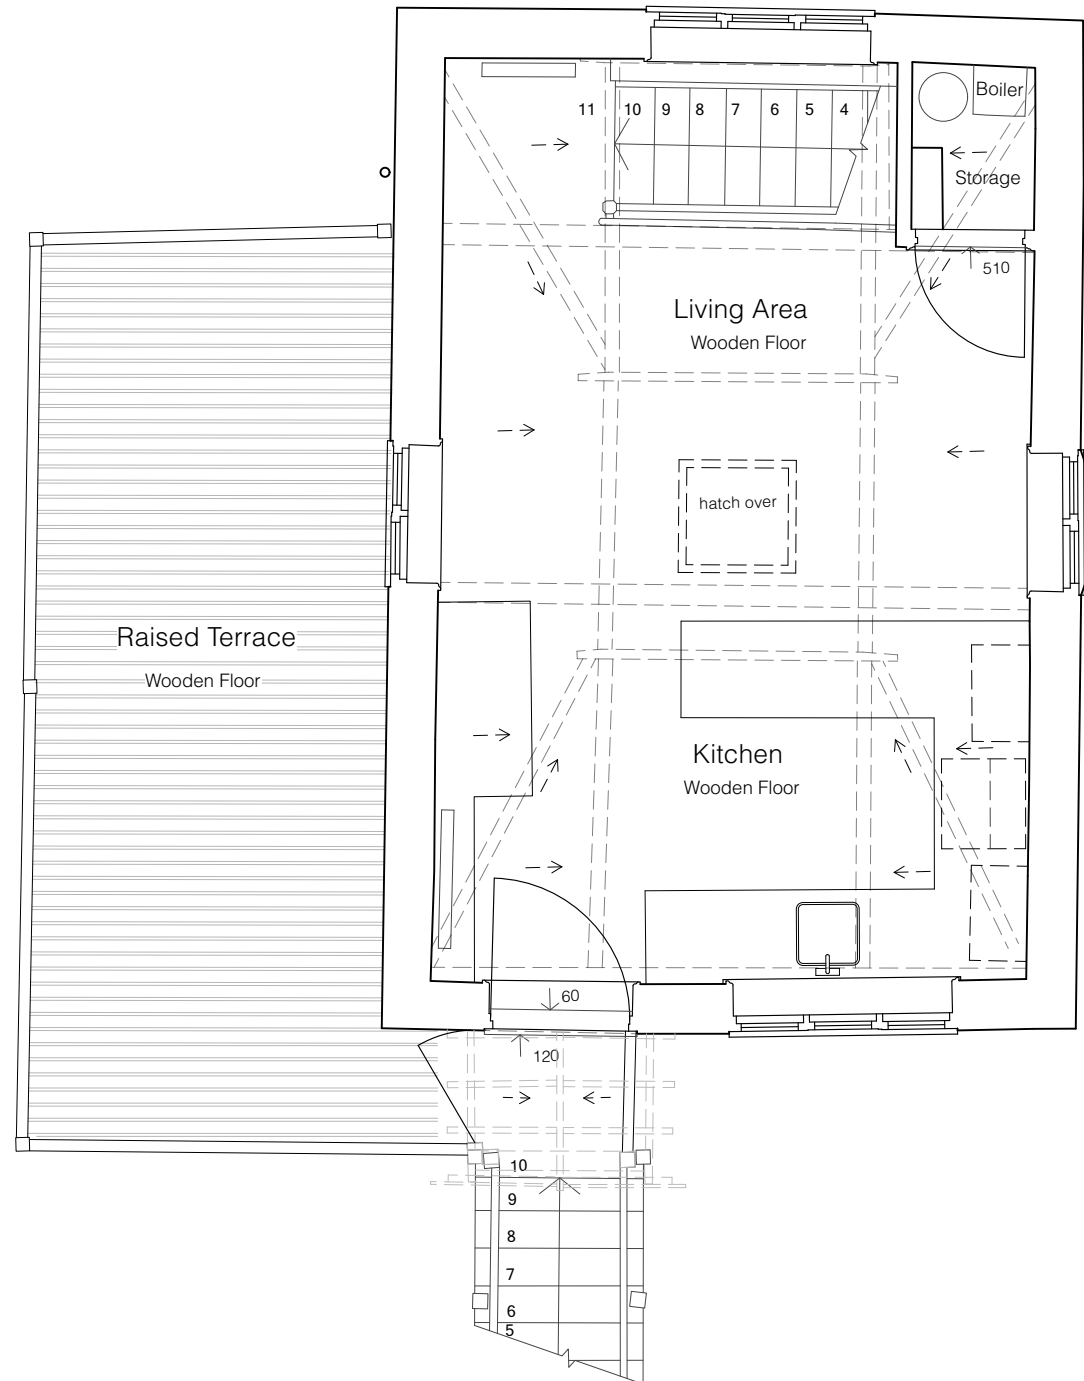 Boiler
11 10 9 8 7 6 5 4
Storage
510
Living Area
Wooden Floor
hatch over
Raised Terrace
Wooden Floor
Kitchen
Wooden Floor
60
120
10
9
8
7
6
5